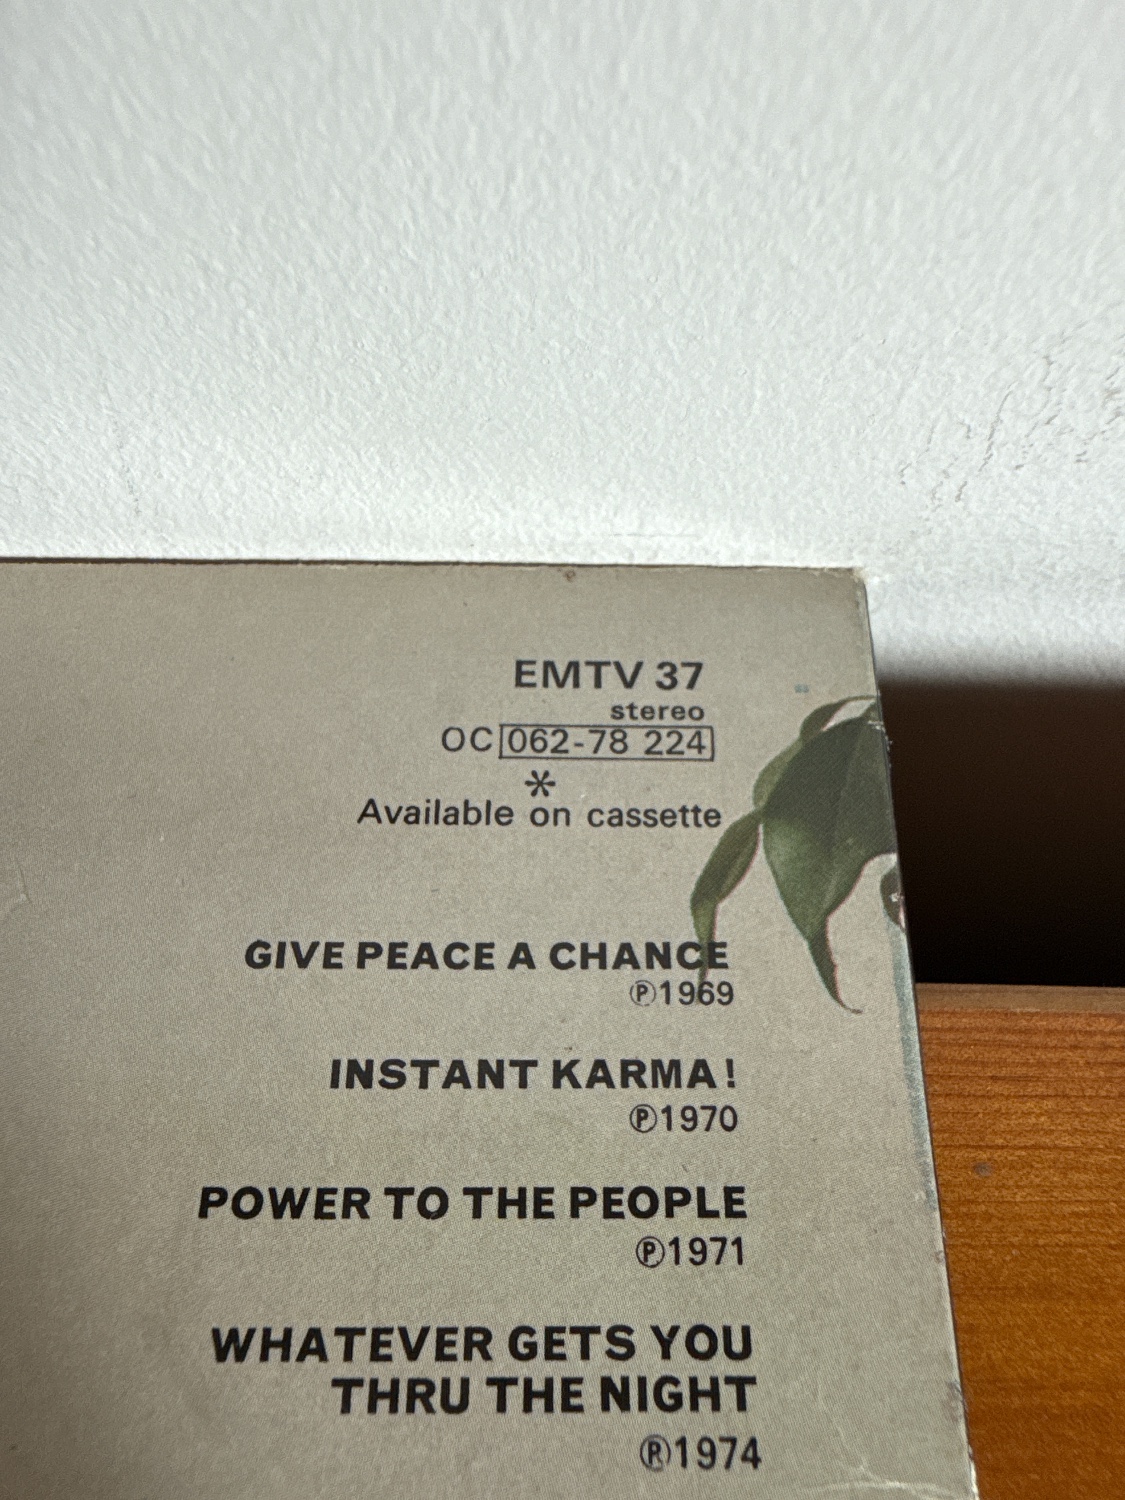 EMTV 37
stereo
OC 062-78 224
*
Available on cassette
GIVE PEACE A CHANCE
℗1969
INSTANT KARMA!
℗1970
POWER TO THE PEOPLE
℗1971
WHATEVER GETS YOU
THRU THE NIGHT
®1974